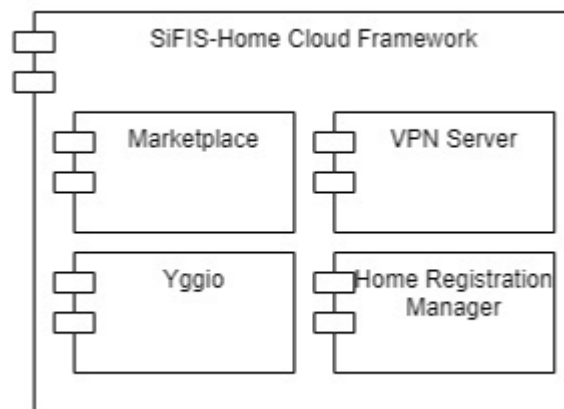 SiFIS-Home Cloud Framework
Marketplace
VPN Server
Yggio
Home Registration
Manager